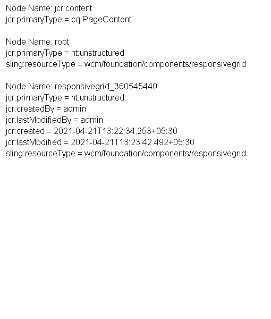 Node Name: jcr:content
jcr:primaryType = cq:PageContent

Node Name: root
jcr:primaryType = nt:unstructured
sling:resourceType = wcm/foundation/components/responsivegrid

Node Name: responsivegrid_360545440
jcr:primaryType = nt:unstructured
jcr:createdBy = admin
jcr:lastModifiedBy = admin
jcr:created = 2021-04-21T13:22:34.253+05:30
jcr:lastModified = 2021-04-21T13:23:42.492+05:30
sling:resourceType = wcm/foundation/components/responsivegrid